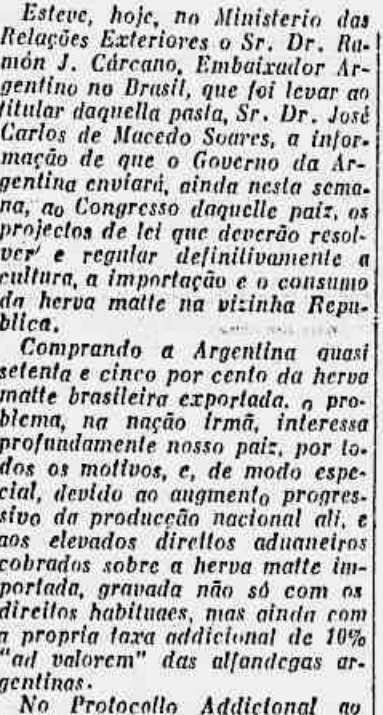 Esteve, hoje, no Ministerio das
Relações Exteriores o Sr. Dr. Ra-
món J. Cárcano, Embaixador Ar-
gentino no Brasil, que foi levar ao
titular daquella pasta, Sr. Dr. José
Carlos de Macedo Soares, a infor-
mação de que o Governo da Ar-
gentina enviará, ainda nesta sema-
na, ao Congresso daquelle paiz, os
projectos de lei que deverão resol-
ver e regular definitivamente a
cultura, a importação e o consumo
da herva matte na vizinha Repu-
blica.
Comprando a Argentina quasi
setenta e cinco por cento da herva
matte brasileira exportada, o pro-
blema, na nação irmã, interessa
profundamente nosso paiz, por to-
dos os motivos, e, de modo espe-
cial, devido ao augmento progres-
sivo da producção nacional ali, e
aos elevados direitos aduaneiros
cobrados sobre a herva matte im-
portada, gravada não só com os
direitos habituaes, mas ainda com
a propria taxa addicional de 10%
"ad valorem" das alfandegas ar-
gentinas.
No Protocollo Addicional ao